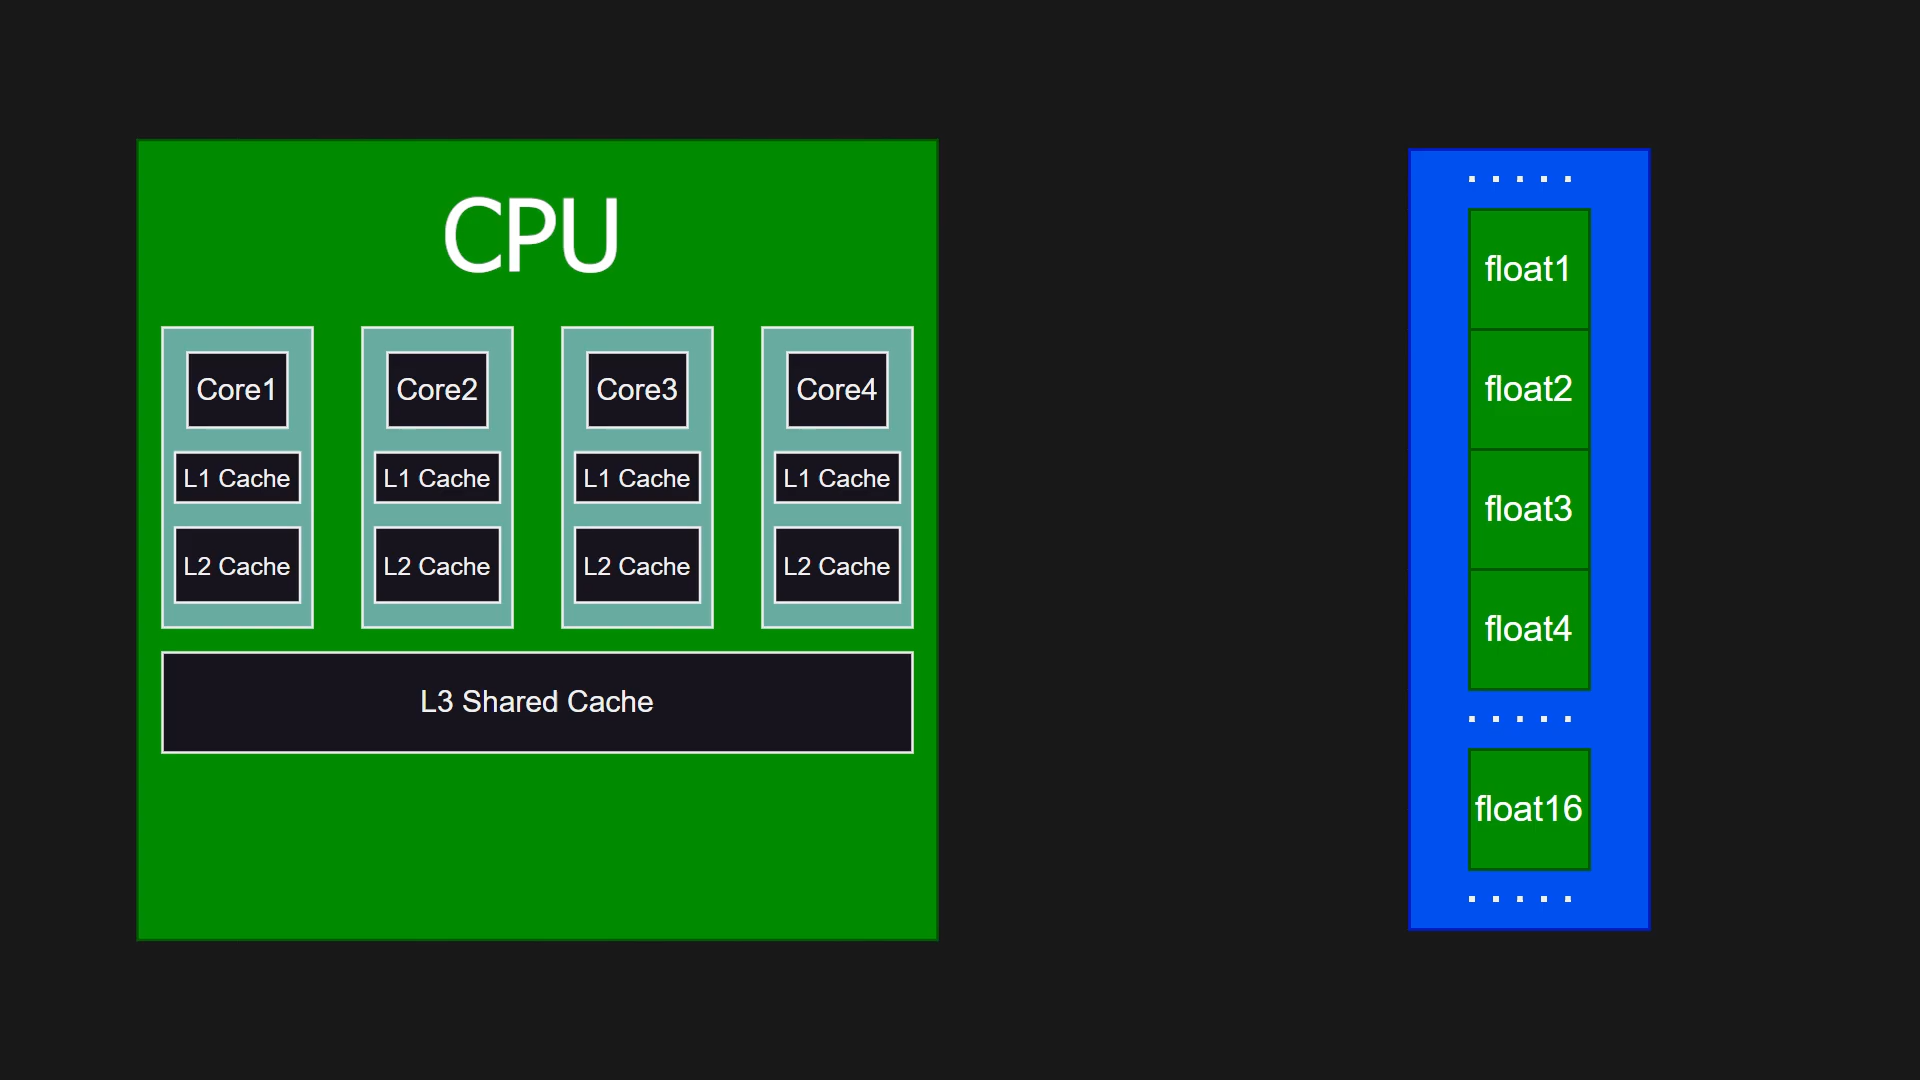 CPU
Core1
Core2
Core3
Core4
L1 Cache
L1 Cache
L1 Cache
L1 Cache
L2 Cache
L2 Cache
L2 Cache
L2 Cache
L3 Shared Cache
. . . . .
float1
float2
float3
float4
. . . . .
float16
. . . . .